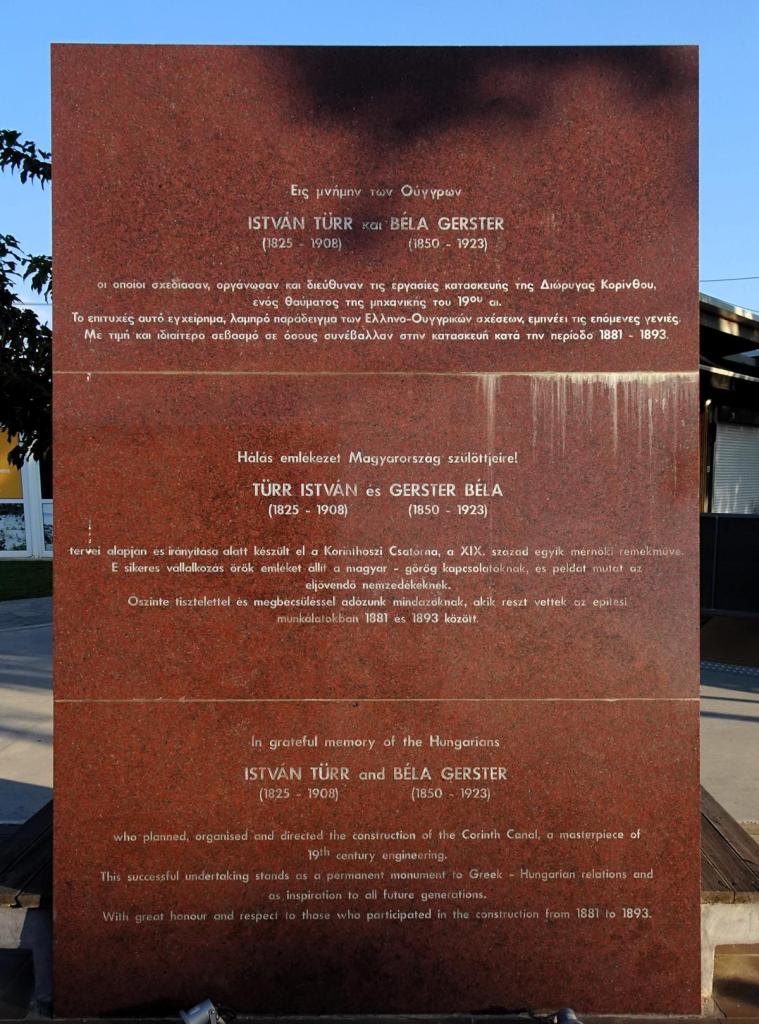 Εις μνήμην των Ούγγρων
ISTVÁN TÜRR και BÉLA GERSTER
(1825 - 1908) (1850 - 1923)
οι οποίοι σχεδίασαν, οργάνωσαν και διεύθυναν τις εργασίες κατασκευής της Διώρυγας Κορίνθου,
ενός θαύματος της μηχανικής του 19ου αι.
Το επιτυχές αυτό εγχείρημα, λαμπρό παράδειγμα των Ελληνο-Ουγγρικών σχέσεων, εμπνέει τις επόμενες γενιές.
Με τιμή και ιδιαίτερο σεβασμό σε όσους συνέβαλλαν στην κατασκευή κατά την περίοδο 1881 - 1893.
Hálás emlékezet Magyarország szülöttjeire!
TÜRR ISTVÁN és GERSTER BÉLA
(1825 - 1908) (1850 - 1923)
tervei alapján és irányítása alatt készült el a Korinthoszi Csatorna, a XIX. század egyik mérnöki remekműve.
E sikeres vállalkozás örök emléket állít a magyar - görög kapcsolatoknak, és példát mutat az
eljövendő nemzedékeknek.
Őszinte tisztelettel és megbecsüléssel adózunk mindazoknak, akik részt vettek az építési
munkálatokban 1881 és 1893 között.
In grateful memory of the Hungarians
ISTVÁN TÜRR and BÉLA GERSTER
(1825 - 1908) (1850 - 1923)
who planned, organised and directed the construction of the Corinth Canal, a masterpiece of
19th century engineering.
This successful undertaking stands as a permanent monument to Greek - Hungarian relations and
as inspiration to all future generations.
With great honour and respect to those who participated in the construction from 1881 to 1893.